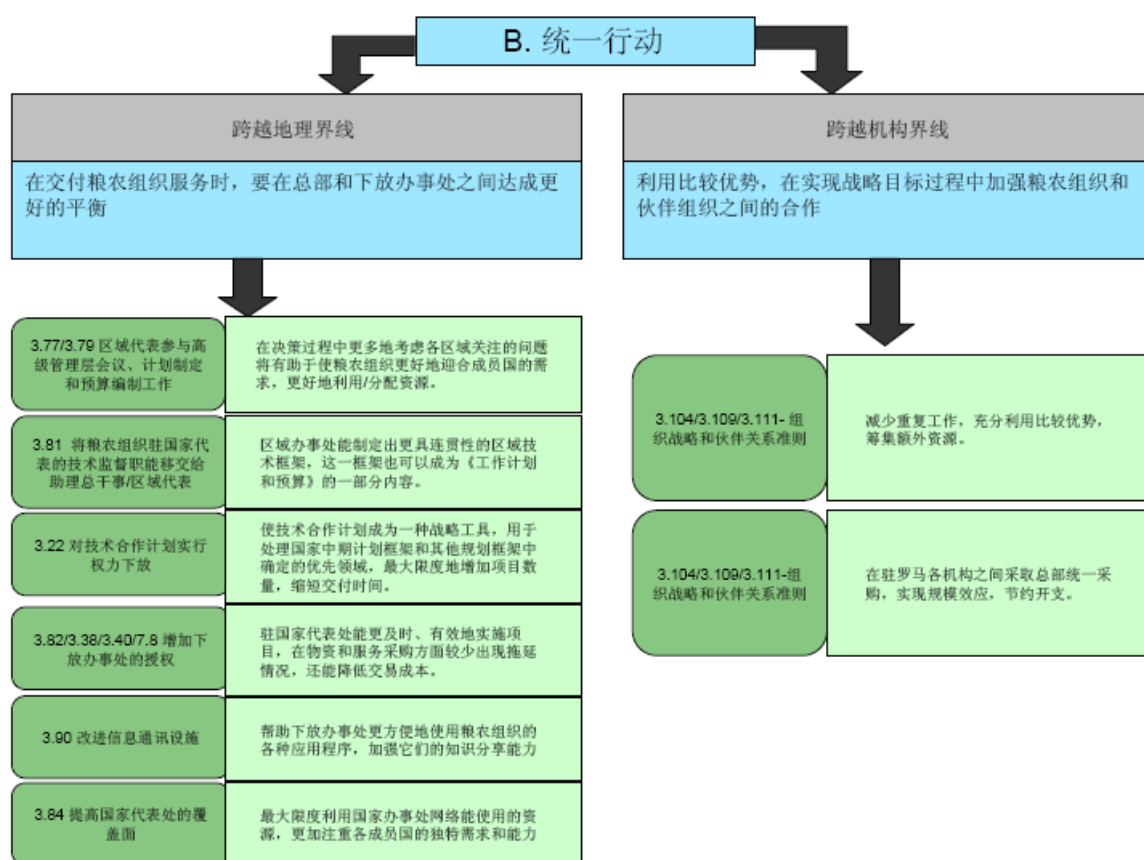 B. 统一行动
跨越地理界线
在交付粮农组织服务时，要在总部和下放办事处之间达成更
好的平衡
3.77/3.79 区域代表参与高
级管理层会议、计划制定
和预算编制工作
在决策过程中更多地考虑各区域关注的问题
将有助于使粮农组织更好地迎合成员国的需
求，更好地利用/分配资源。
3.81 将粮农组织驻国家代
表的技术监督职能移交给
助理总干事/区域代表
区域办事处能制定出更具连贯性的区域技
术框架，这一框架也可以成为《工作计划
和预算》的一部分内容。
3.22 对技术合作计划实行
权力下放
使技术合作计划成为一种战略工具，用于
处理国家中期计划框架和其他规划框架中
确定的优先领域，最大限度地增加项目数
量，缩短交付时间。
3.82/3.38/3.40/7.8 增加下
放办事处的授权
驻国家代表处能更及时、有效地实施项
目，在物资和服务采购方面较少出现拖延
情况，还能降低交易成本。
3.90 改进信息通讯设施
帮助下放办事处更方便地使用粮农组织的
各种应用程序，加强它们的知识分享能力
3.84 提高国家代表处的覆
盖面
最大限度利用国家办事处网络能使用的资
源，更加注重各成员国的独特需求和能力
跨越机构界线
利用比较优势，在实现战略目标过程中加强粮农组织和
伙伴组织之间的合作
3.104/3.109/3.111- 组
织战略和伙伴关系准则
减少重复工作，充分利用比较优势，
筹集额外资源。
3.104/3.109/3.111-组
织战略和伙伴关系准则
在驻罗马各机构之间采取总部统一采
购，实现规模效应，节约开支。